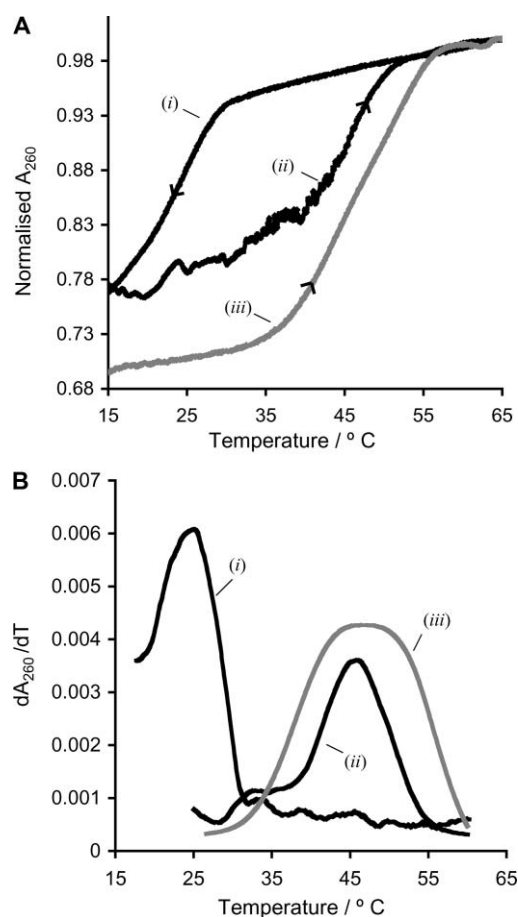 A
Normalised A₂₆₀
0.98
0.93
0.88
0.83
0.78
0.73
0.68
(i)
(ii)
(iii)
15 25 35 45 55 65
Temperature / º C
B
dA₂₆₀ /dT
0.007
0.006
0.005
0.004
0.003
0.002
0.001
0
(i)
(iii)
(ii)
15 25 35 45 55 65
Temperature / º C